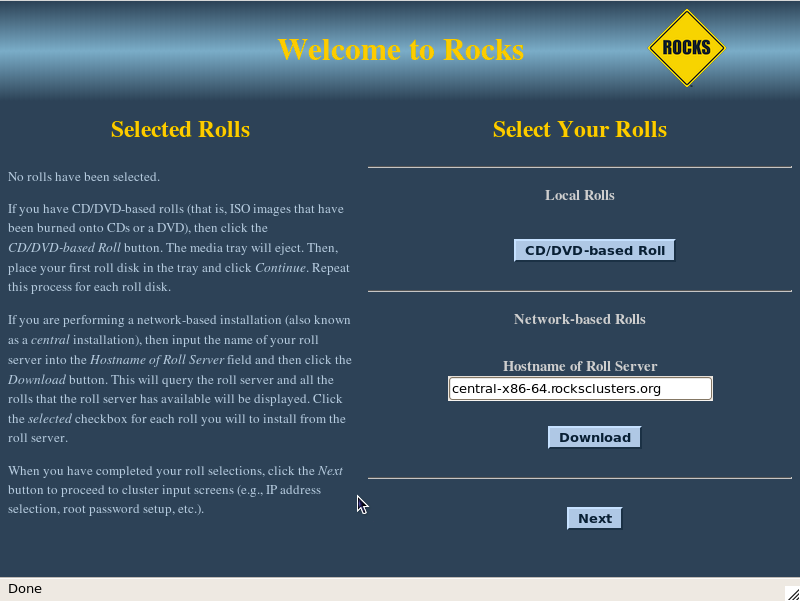 Welcome to Rocks
ROCKS
Selected Rolls
No rolls have been selected.
If you have CD/DVD-based rolls (that is, ISO images that have
been burned onto CDs or a DVD), then click the
CD/DVD-based Roll button. The media tray will eject. Then,
place your first roll disk in the tray and click Continue. Repeat
this process for each roll disk.
If you are performing a network-based installation (also known
as a central installation), then input the name of your roll
server into the Hostname of Roll Server field and then click the
Download button. This will query the roll server and all the
rolls that the roll server has available will be displayed. Click
the selected checkbox for each roll you will to install from the
roll server.
When you have completed your roll selections, click the Next
button to proceed to cluster input screens (e.g., IP address
selection, root password setup, etc.).
Select Your Rolls
Local Rolls
CD/DVD-based Roll
Network-based Rolls
Hostname of Roll Server
central-x86-64.rocksclusters.org
Download
Next
Done